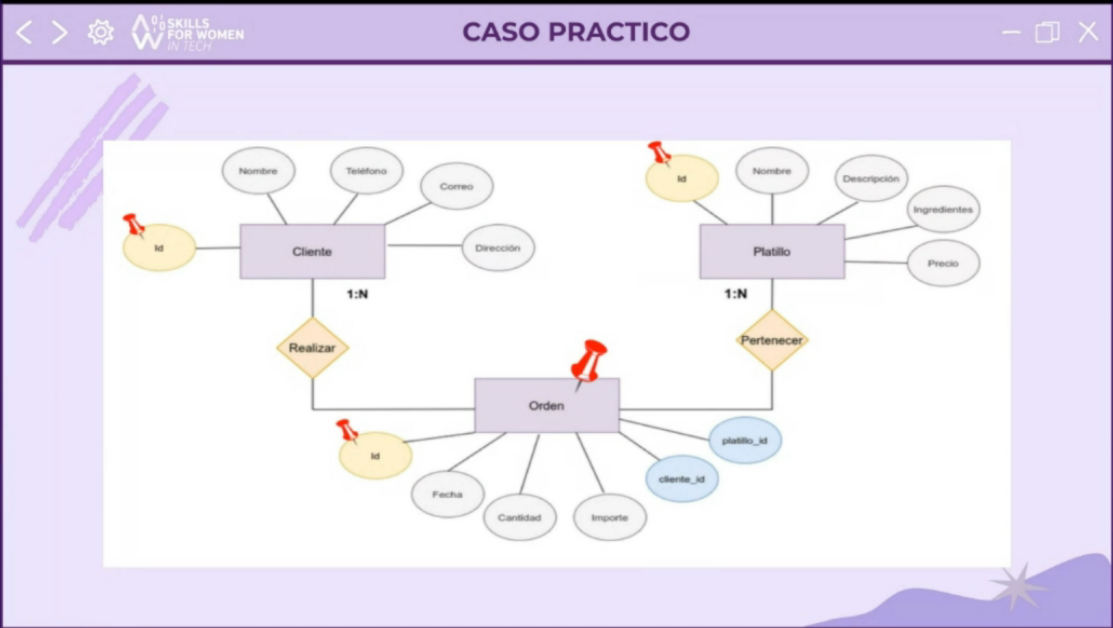 SKILLS
FOR WOMEN
IN TECH
CASO PRACTICO
Nombre
Teléfono
Correo
Id
Cliente
Dirección
1:N
Realizar
Id
Nombre
Descripción
Ingredientes
Platillo
Precio
1:N
Pertenecer
Orden
Id
Fecha
Cantidad
Importe
cliente_id
platillo_id